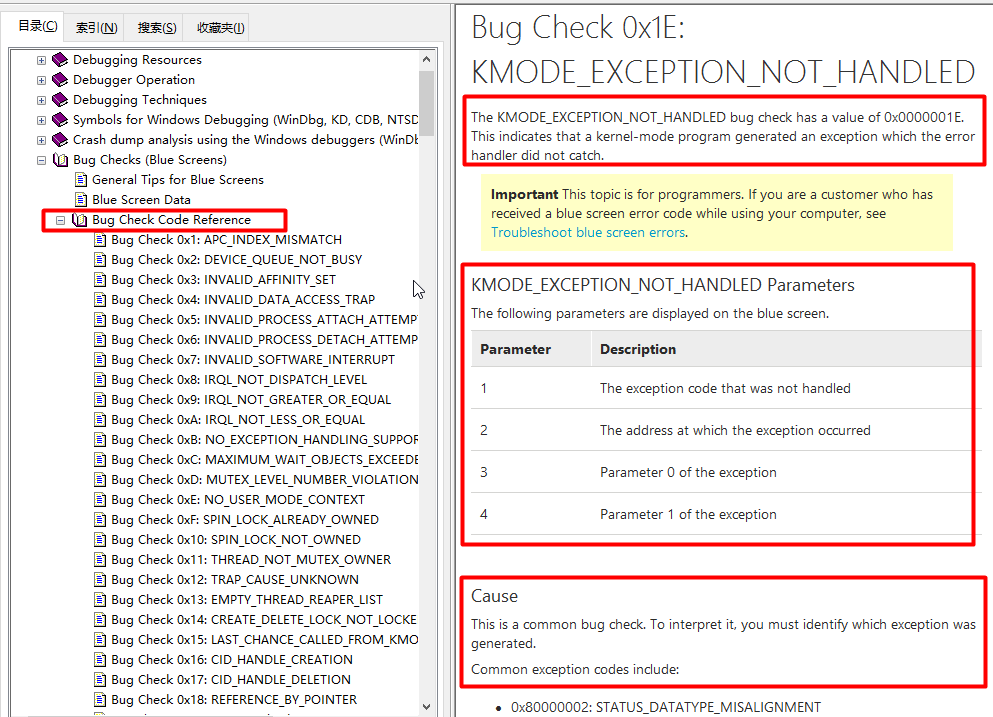 目录(C)
索引(N)
搜索(S)
收藏夹(I)
Debugging Resources
Debugger Operation
Debugging Techniques
Symbols for Windows Debugging (WinDbg, KD, CDB, NTSD
Crash dump analysis using the Windows debuggers (WinDb
Bug Checks (Blue Screens)
General Tips for Blue Screens
Blue Screen Data
Bug Check Code Reference
Bug Check 0x1: APC_INDEX_MISMATCH
Bug Check 0x2: DEVICE_QUEUE_NOT_BUSY
Bug Check 0x3: INVALID_AFFINITY_SET
Bug Check 0x4: INVALID_DATA_ACCESS_TRAP
Bug Check 0x5: INVALID_PROCESS_ATTACH_ATTEMP
Bug Check 0x6: INVALID_PROCESS_DETACH_ATTEMP
Bug Check 0x7: INVALID_SOFTWARE_INTERRUPT
Bug Check 0x8: IRQL_NOT_DISPATCH_LEVEL
Bug Check 0x9: IRQL_NOT_GREATER_OR_EQUAL
Bug Check 0xA: IRQL_NOT_LESS_OR_EQUAL
Bug Check 0xB: NO_EXCEPTION_HANDLING_SUPPOR
Bug Check 0xC: MAXIMUM_WAIT_OBJECTS_EXCEEDE
Bug Check 0xD: MUTEX_LEVEL_NUMBER_VIOLATION
Bug Check 0xE: NO_USER_MODE_CONTEXT
Bug Check 0xF: SPIN_LOCK_ALREADY_OWNED
Bug Check 0x10: SPIN_LOCK_NOT_OWNED
Bug Check 0x11: THREAD_NOT_MUTEX_OWNER
Bug Check 0x12: TRAP_CAUSE_UNKNOWN
Bug Check 0x13: EMPTY_THREAD_REAPER_LIST
Bug Check 0x14: CREATE_DELETE_LOCK_NOT_LOCKE
Bug Check 0x15: LAST_CHANCE_CALLED_FROM_KMO
Bug Check 0x16: CID_HANDLE_CREATION
Bug Check 0x17: CID_HANDLE_DELETION
Bug Check 0x18: REFERENCE_BY_POINTER
Bug Check 0x1E:
KMODE_EXCEPTION_NOT_HANDLED
The KMODE_EXCEPTION_NOT_HANDLED bug check has a value of 0x0000001E.
This indicates that a kernel-mode program generated an exception which the error
handler did not catch.
Important This topic is for programmers. If you are a customer who has
received a blue screen error code while using your computer, see
Troubleshoot blue screen errors.
KMODE_EXCEPTION_NOT_HANDLED Parameters
The following parameters are displayed on the blue screen.
Parameter Description
1 The exception code that was not handled
2 The address at which the exception occurred
3 Parameter 0 of the exception
4 Parameter 1 of the exception
Cause
This is a common bug check. To interpret it, you must identify which exception was
generated.
Common exception codes include:
• 0x80000002: STATUS_DATATYPE_MISALIGNMENT